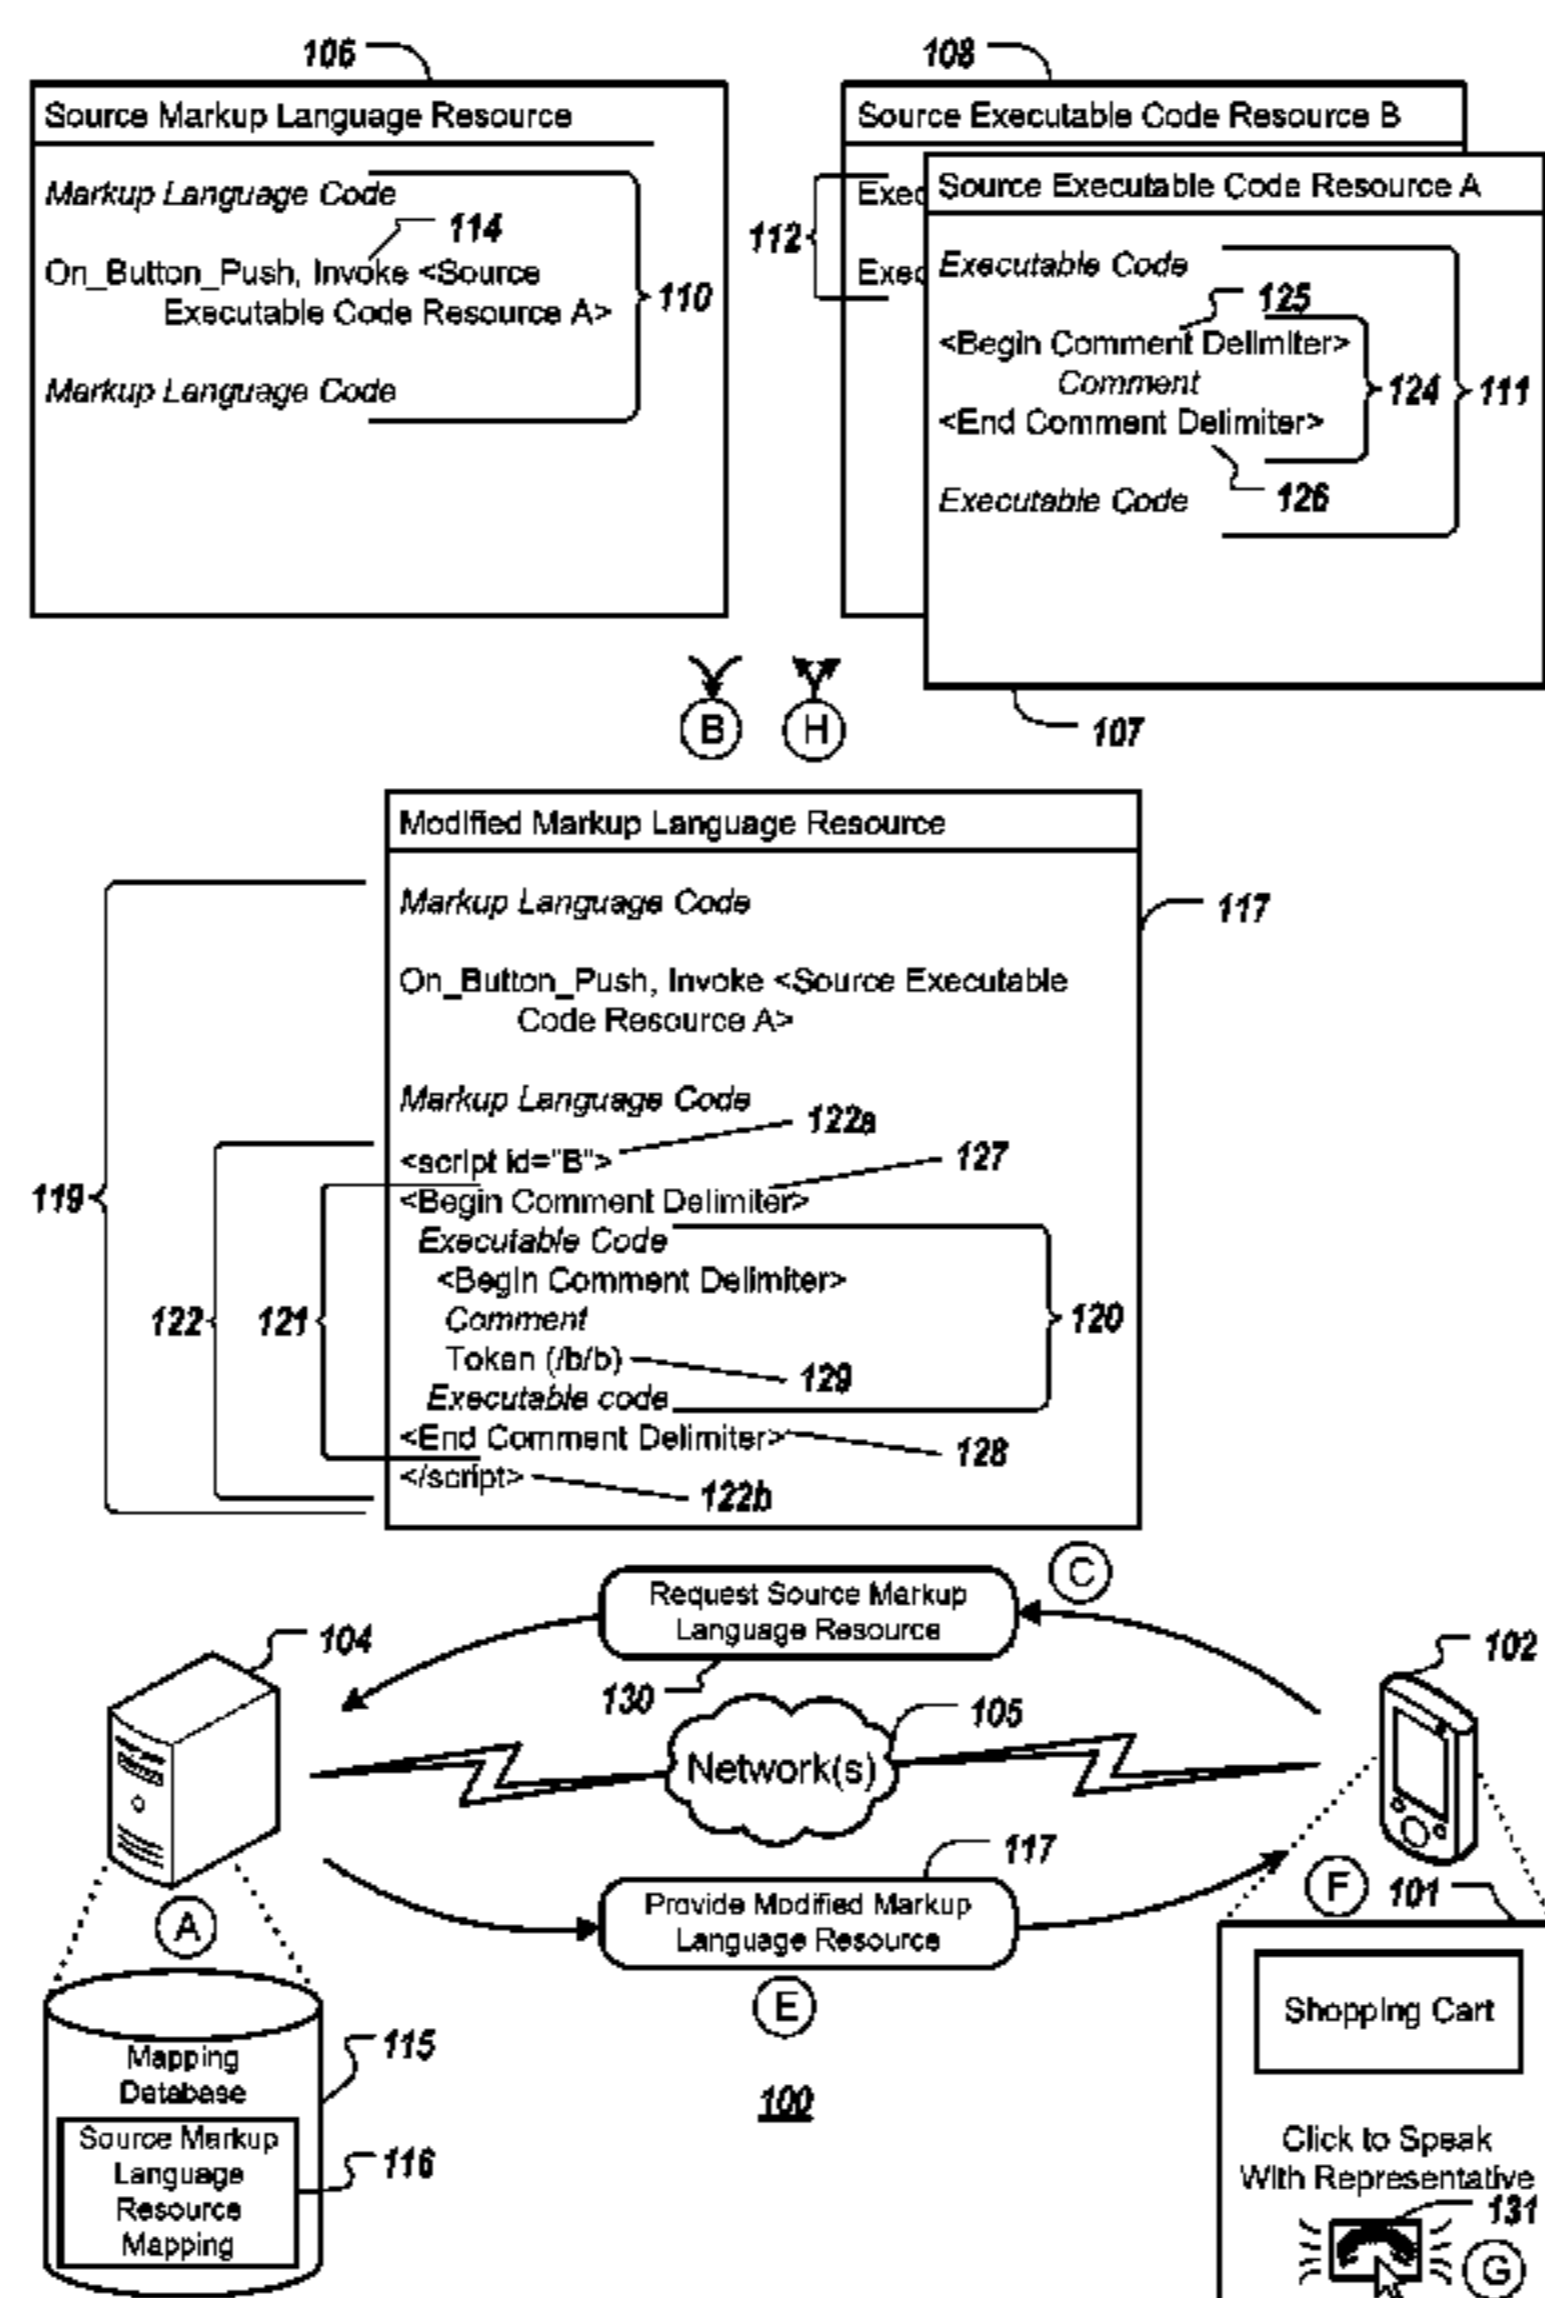 106
Source Markup Language Resource
Markup Language Code
114
On_Button_Push, Invoke <Source
Executable Code Resource A>
110
Markup Language Code
108
Source Executable Code Resource B
Exec
112
Exec
Source Executable Code Resource A
Executable Code
125
<Begin Comment Delimiter>
Comment
124
111
<End Comment Delimiter>
126
Executable Code
107
B
H
Modified Markup Language Resource
Markup Language Code
117
On_Button_Push, Invoke <Source Executable
Code Resource A>
Markup Language Code
122a
<script id="B">
127
119
<Begin Comment Delimiter>
Executable Code
<Begin Comment Delimiter>
122
121
Comment
120
Token (/b/b)
129
Executable code
<End Comment Delimiter>
128
</script>
122b
C
Request Source Markup
Language Resource
104
102
130
105
Network(s)
117
Provide Modified Markup
Language Resource
F
101
A
E
Shopping Cart
Mapping
Database
115
100
Source Markup
Language
Resource
Mapping
116
Click to Speak
With Representative
131
G